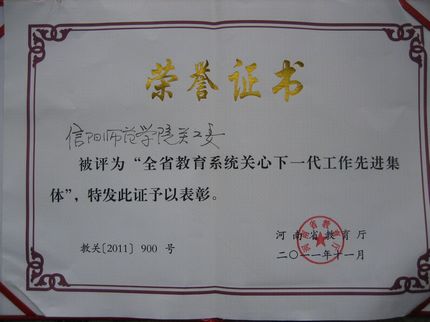 荣誉证书
信阳师范学院关工委
被评为“全省教育系统关心下一代工作先进集
体”，特发此证予以表彰。
河南省教育厅
教关[2011] 900 号
二〇一一年十一月